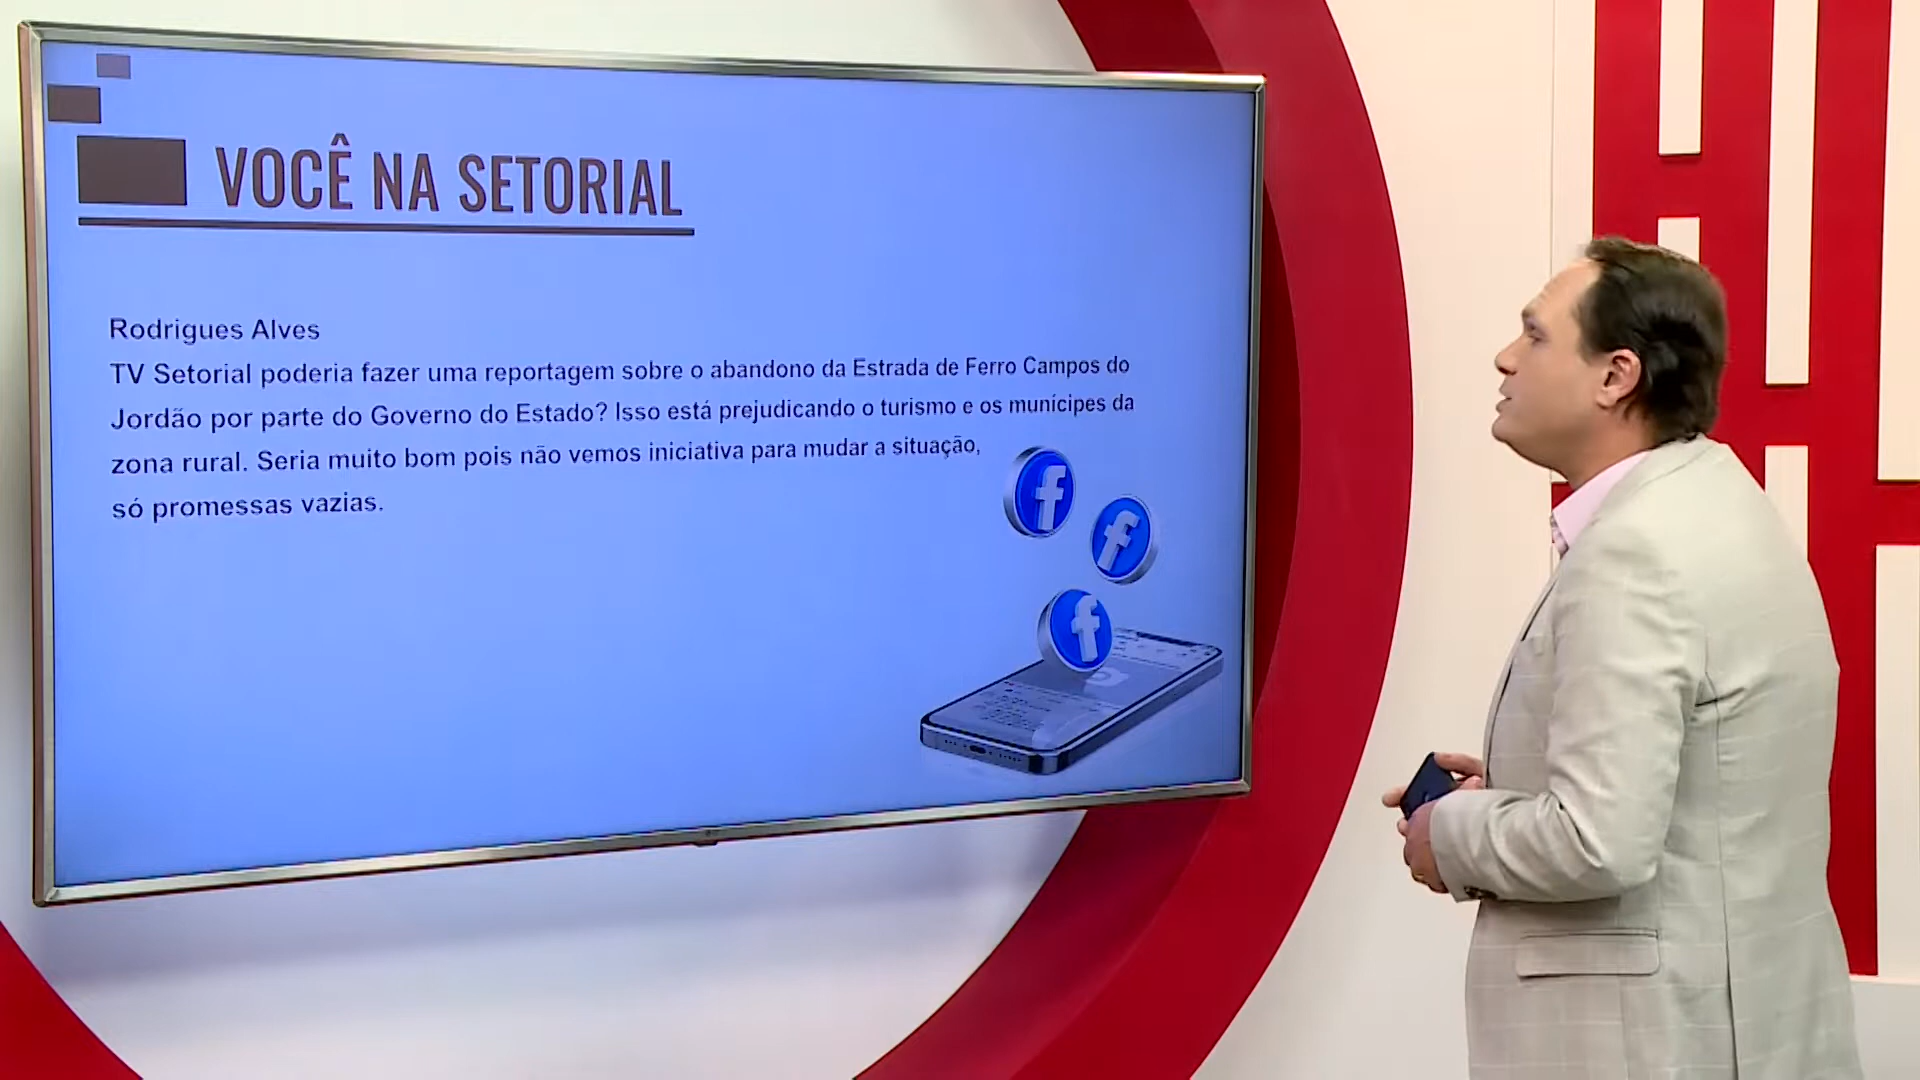 VOCÊ NA SETORIAL
Rodrigues Alves
TV Setorial poderia fazer uma reportagem sobre o abandono da Estrada de Ferro Campos do
Jordão por parte do Governo do Estado? Isso está prejudicando o turismo e os munícipes da
zona rural. Seria muito bom pois não vemos iniciativa para mudar a situação,
só promessas vazias.